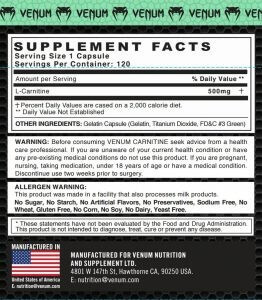 VENUM VENUM VENUM VENUM
SUPPLEMENT FACTS
Serving Size 1 Capsule
Servings Per Container: 120
Amount per Serving % Daily Value **
L-Carnitine 500mg †
† Percent Daily Values are based on a 2,000 calorie diet.
** Daily Value Not Established
OTHER INGREDIENTS: Gelatin Capsule (Gelatin, Titanium Dioxide, FD&C #3 Green)
WARNING: Before consuming VENUM CARNITINE seek advice from a health
care professional. If you are unaware of your current health condition or have
any pre-existing medical conditions do not use this product. If you are pregnant,
nursing, taking medication, under 18 years of age or have a medical condition.
Discontinue use two weeks prior to surgery.
ALLERGEN WARNING:
This product was made in a facility that also processes milk products.
No Sugar, No Starch, No Artificial Flavors, No Preservatives, Sodium Free, No
Wheat, Gluten Free, No Corn, No Soy, No Dairy, Yeast Free.
* These statements have not been evaluated by the Food and Drug Administration.
This product is not intended to diagnose, treat, cure or prevent any disease.
MANUFACTURED IN
United States of America
E: nutrition@venum.com
MANUFACTURED FOR VENUM NUTRITION
AND SUPPLEMENT LTD.
4801 W 147th St, Hawthorne CA, 90250 USA.
E: nutrition@venum.com